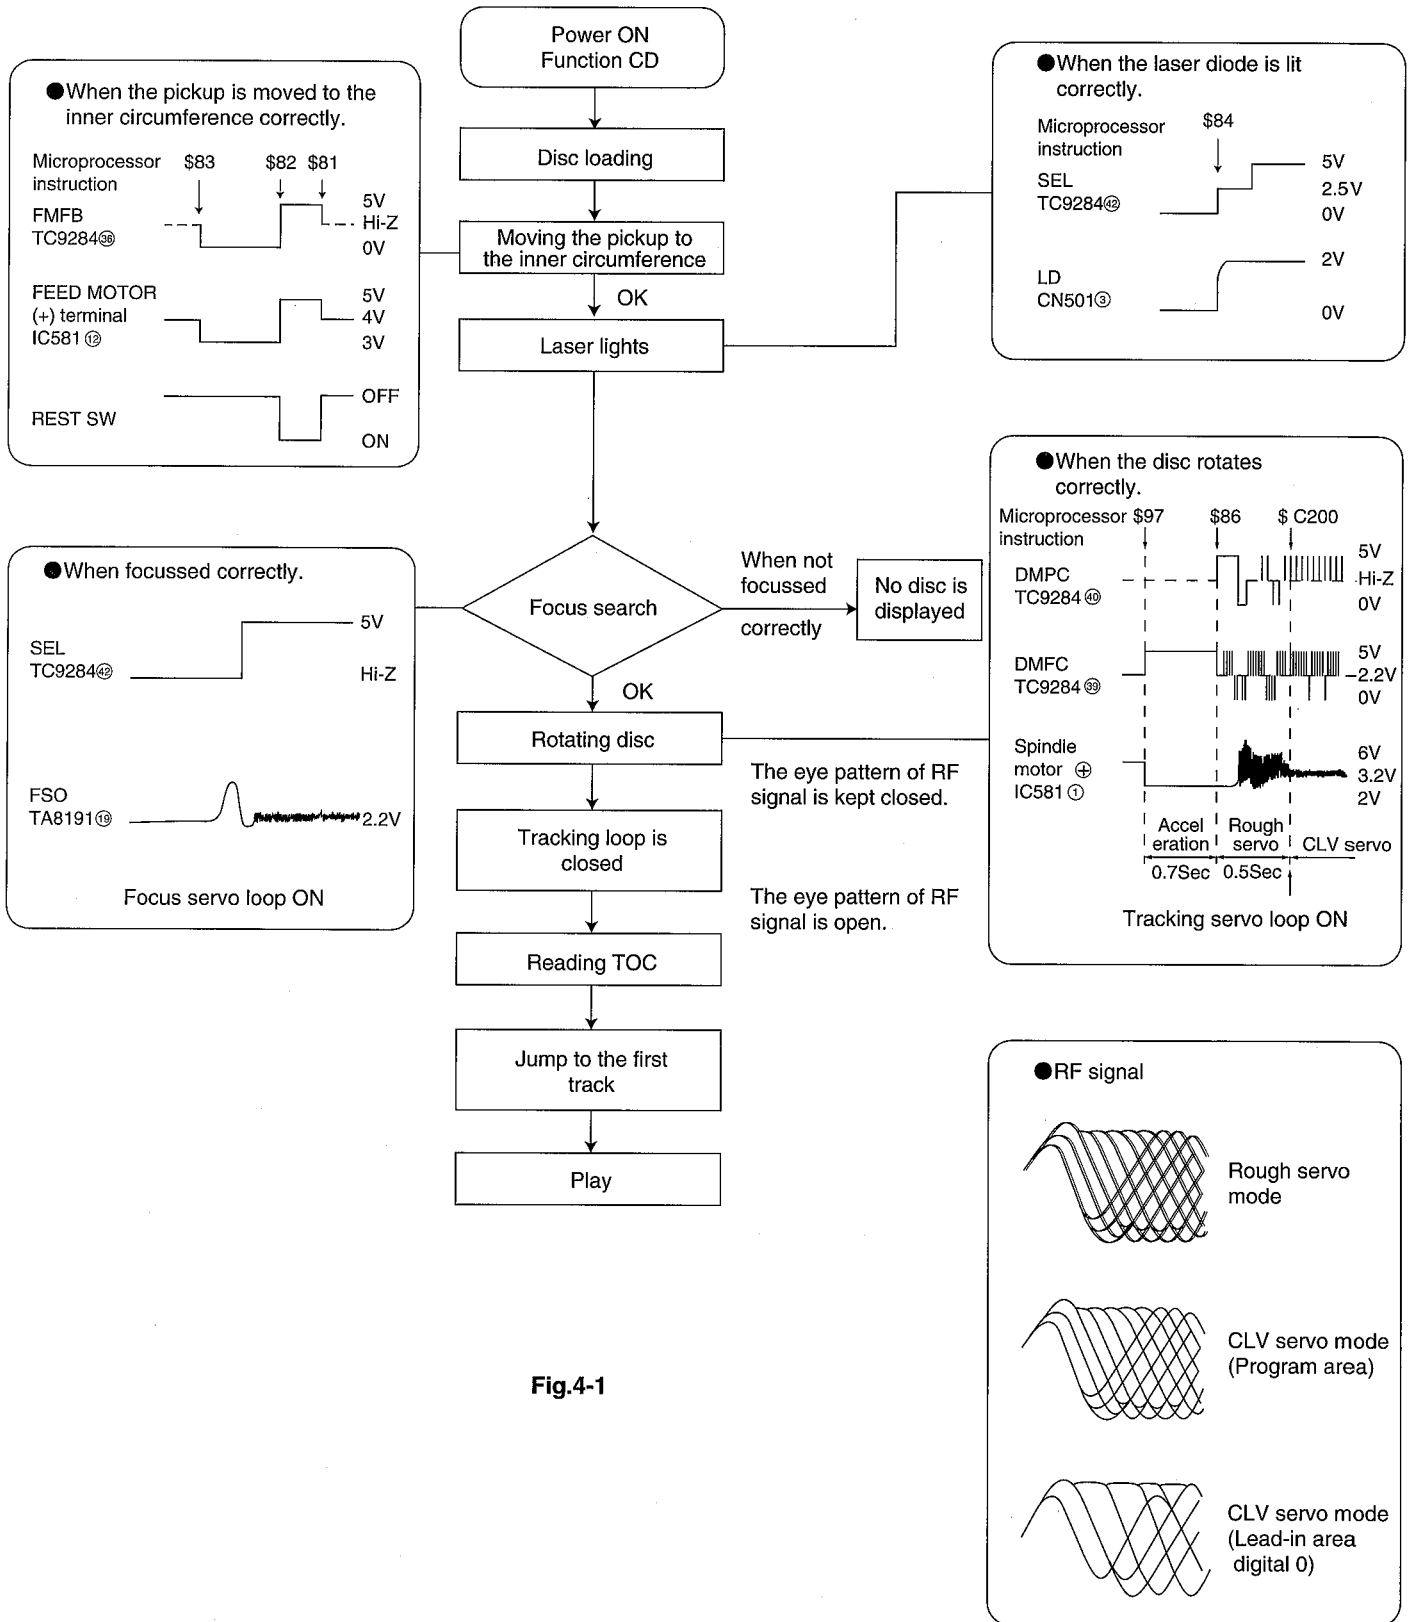 Power ON
Function CD
Disc loading
Moving the pickup to
the inner circumference
OK
Laser lights
Focus search
When not
focussed
correctly
No disc is
displayed
OK
Rotating disc
The eye pattern of RF
signal is kept closed.
Tracking loop is
closed
The eye pattern of RF
signal is open.
Reading TOC
Jump to the first
track
Play
Fig.4-1
●When the pickup is moved to the
inner circumference correctly.
Microprocessor $83 $82 $81
instruction
5V
FMFB Hi-Z
TC9284㊱ 0V
FEED MOTOR 5V
(+) terminal 4V
IC581 ⑫ 3V
OFF
REST SW
ON
●When focussed correctly.
5V
SEL
TC9284㊷ Hi-Z
FSO
TA8191⑲ 2.2V
Focus servo loop ON
●When the laser diode is lit
correctly.
Microprocessor $84
instruction
5V
SEL 2.5V
TC9284㊷ 0V
2V
LD
CN501③ 0V
●When the disc rotates
correctly.
Microprocessor $97 $86 $ C200
instruction
5V
DMPC Hi-Z
TC9284㊵ 0V
5V
DMFC 2.2V
TC9284㊴ 0V
Spindle 6V
motor ⊕ 3.2V
IC581① 2V
Accel Rough
eration servo CLV servo
0.7Sec 0.5Sec
Tracking servo loop ON
●RF signal
Rough servo
mode
CLV servo mode
(Program area)
CLV servo mode
(Lead-in area
digital 0)